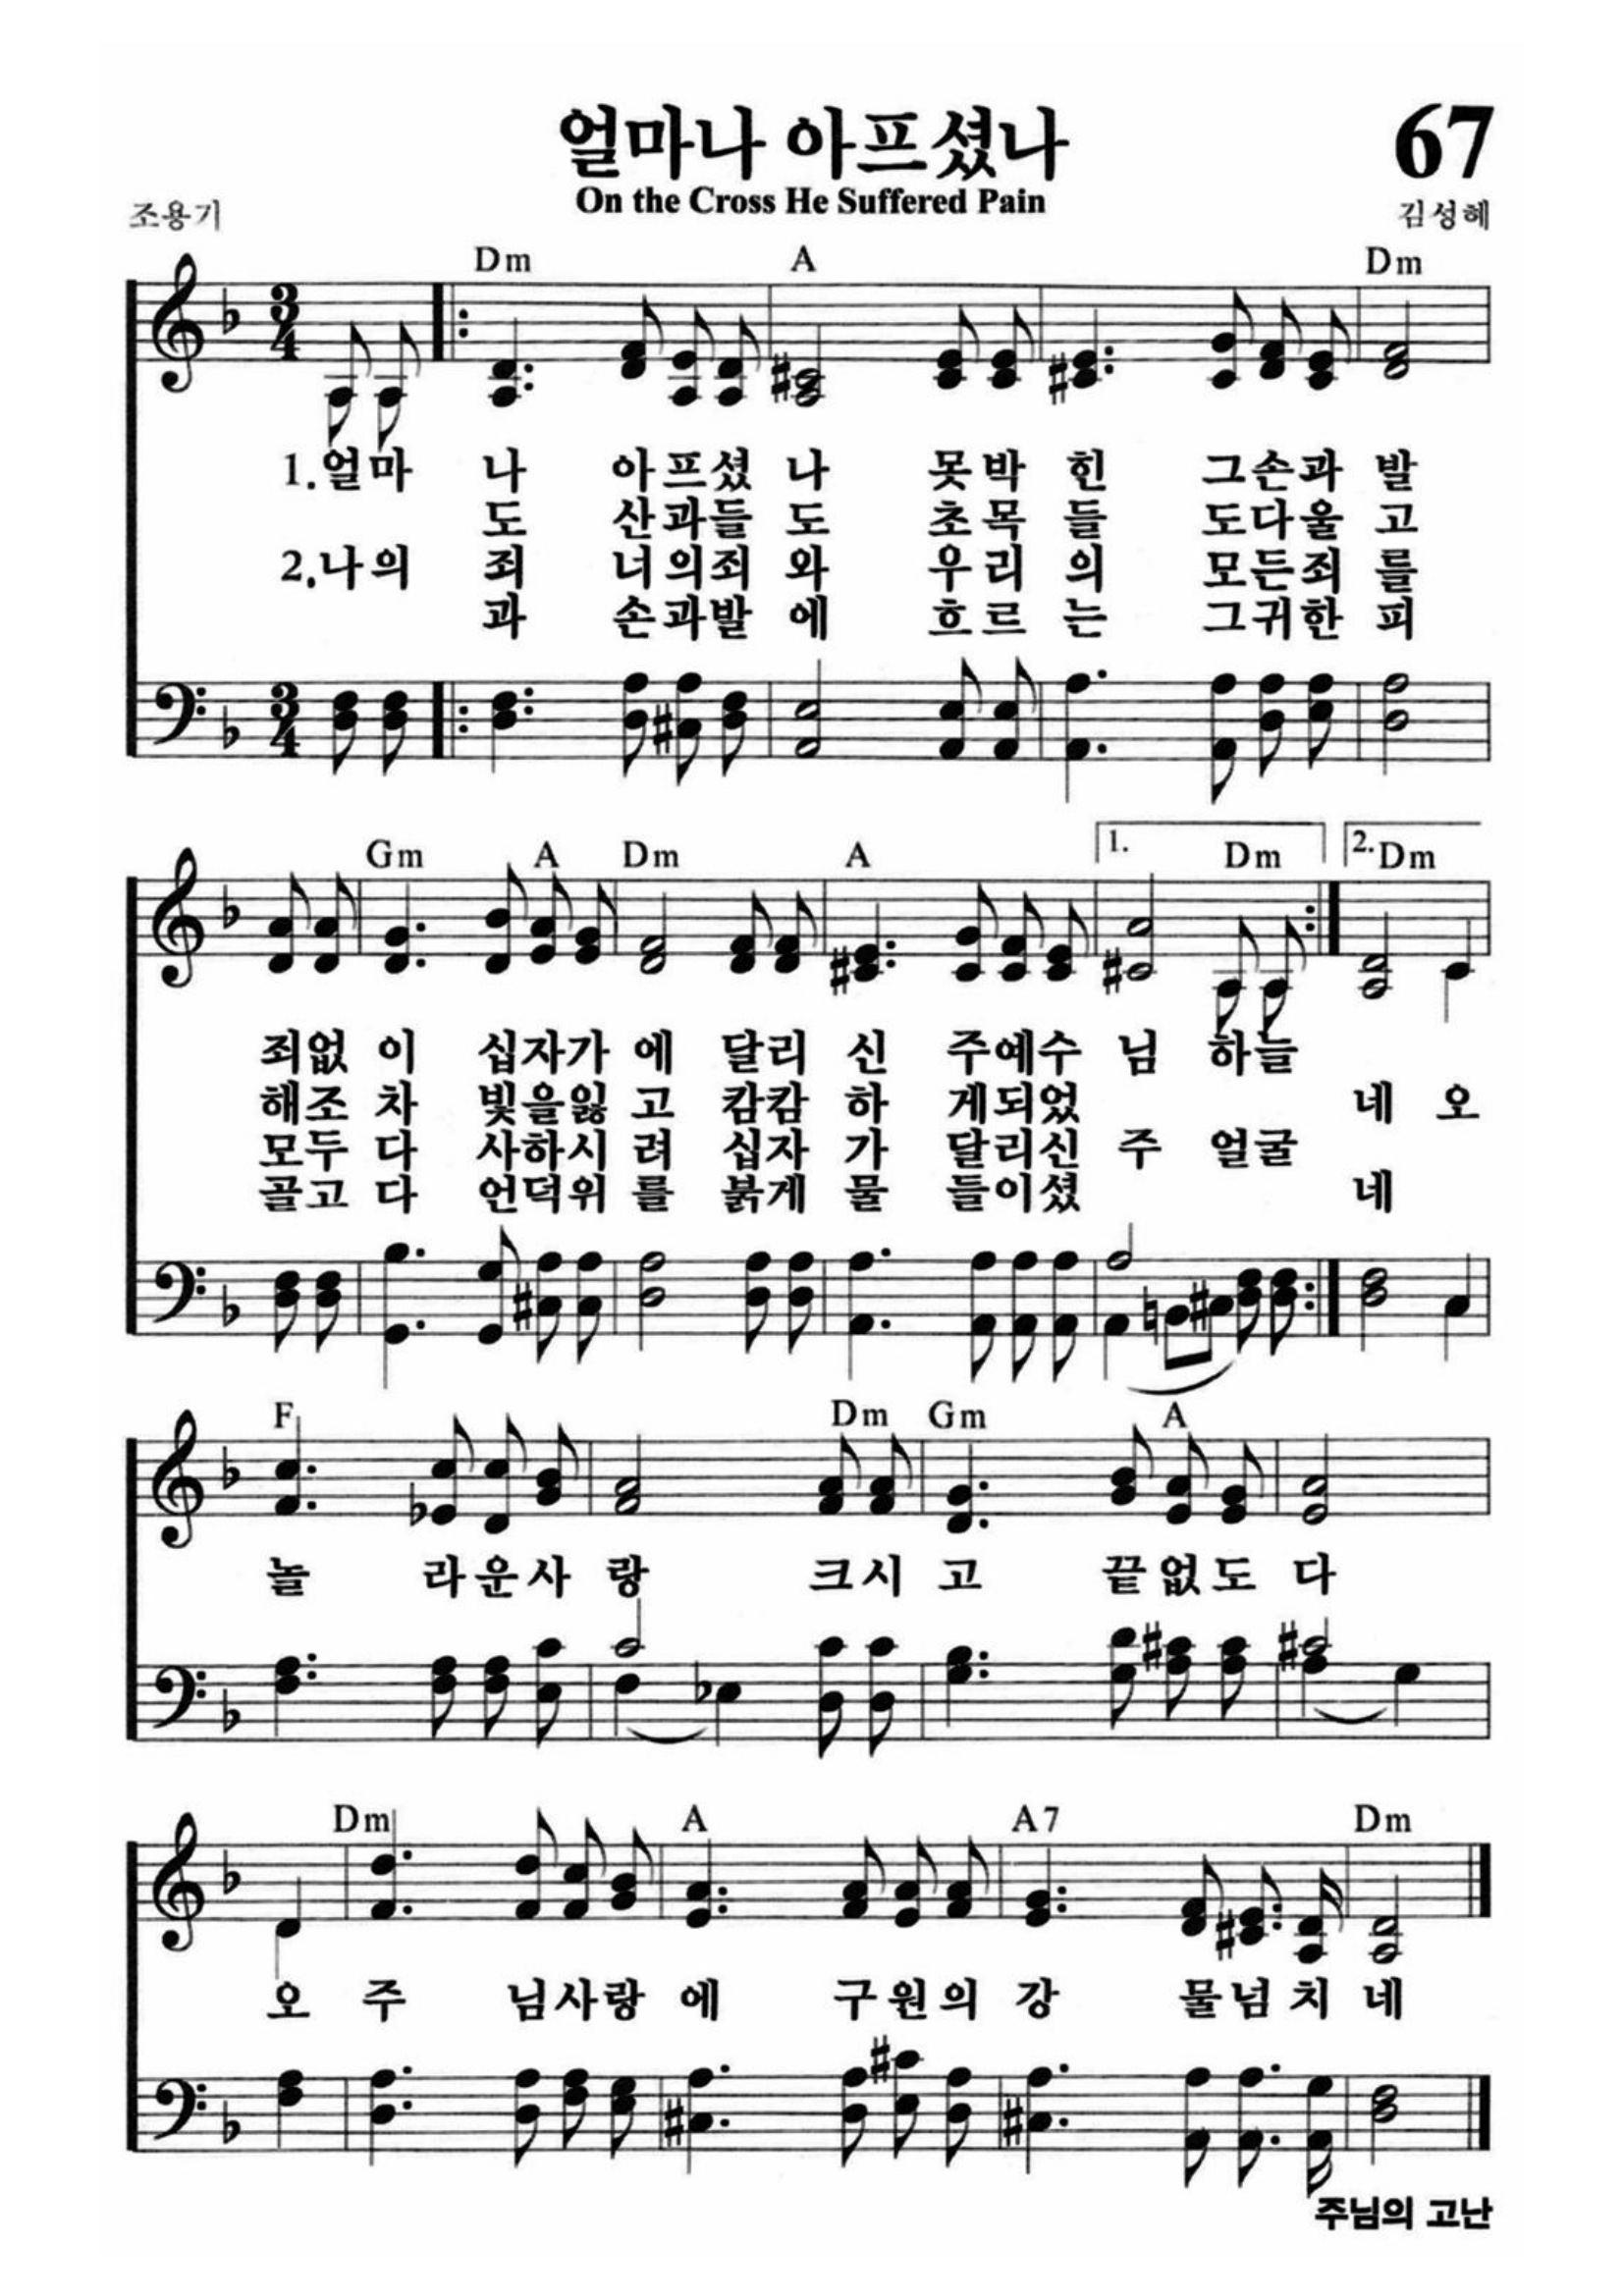 얼마나 아프셨나
67
On the Cross He Suffered Pain
조용기
김성혜
Dm A Dm
1.얼마 나 아프셨 나 못박 힌 그손과 발
도 산과들 도 초목 들 도다울 고
2.나의 죄 너의죄 와 우리 의 모든죄 를
과 손과발 에 흐르 는 그귀한 피
Gm A Dm A 1. Dm 2. Dm
죄없 이 십자가 에 달리 신 주예수 님 하늘
해조 차 빛을잃 고 캄캄 하 게되었 네 오
모두 다 사하시 려 십자 가 달리신 주 얼굴
골고 다 언덕위 를 붉게 물 들이셨 네
F Dm Gm A
놀 라운사 랑 크시 고 끝없도 다
Dm A A7 Dm
오 주 님사랑 에 구원의 강 물넘치 네
주님의 고난